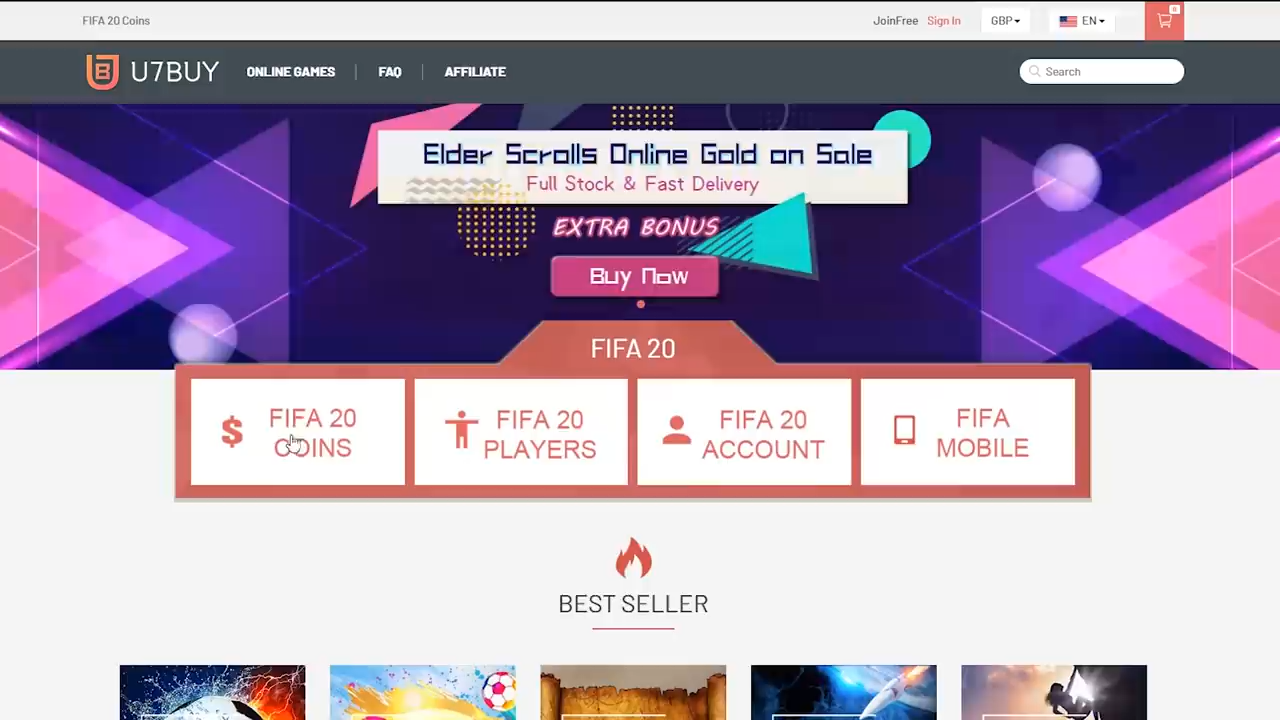 FIFA 20 Coins
JoinFree Sign In GBP EN 0
U7BUY ONLINE GAMES FAQ AFFILIATE Search
Elder Scrolls Online Gold on Sale
Full Stock & Fast Delivery
EXTRA BONUS
Buy Now
FIFA 20
FIFA 20
COINS
FIFA 20
PLAYERS
FIFA 20
ACCOUNT
FIFA
MOBILE
BEST SELLER